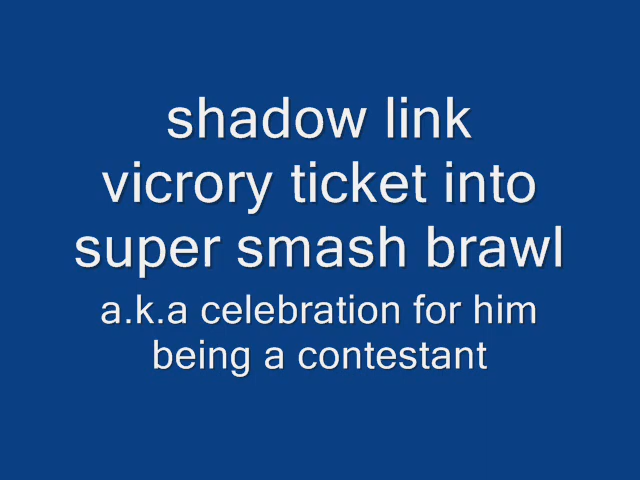 shadow link
vicrory ticket into
super smash brawl
a.k.a celebration for him
being a contestant